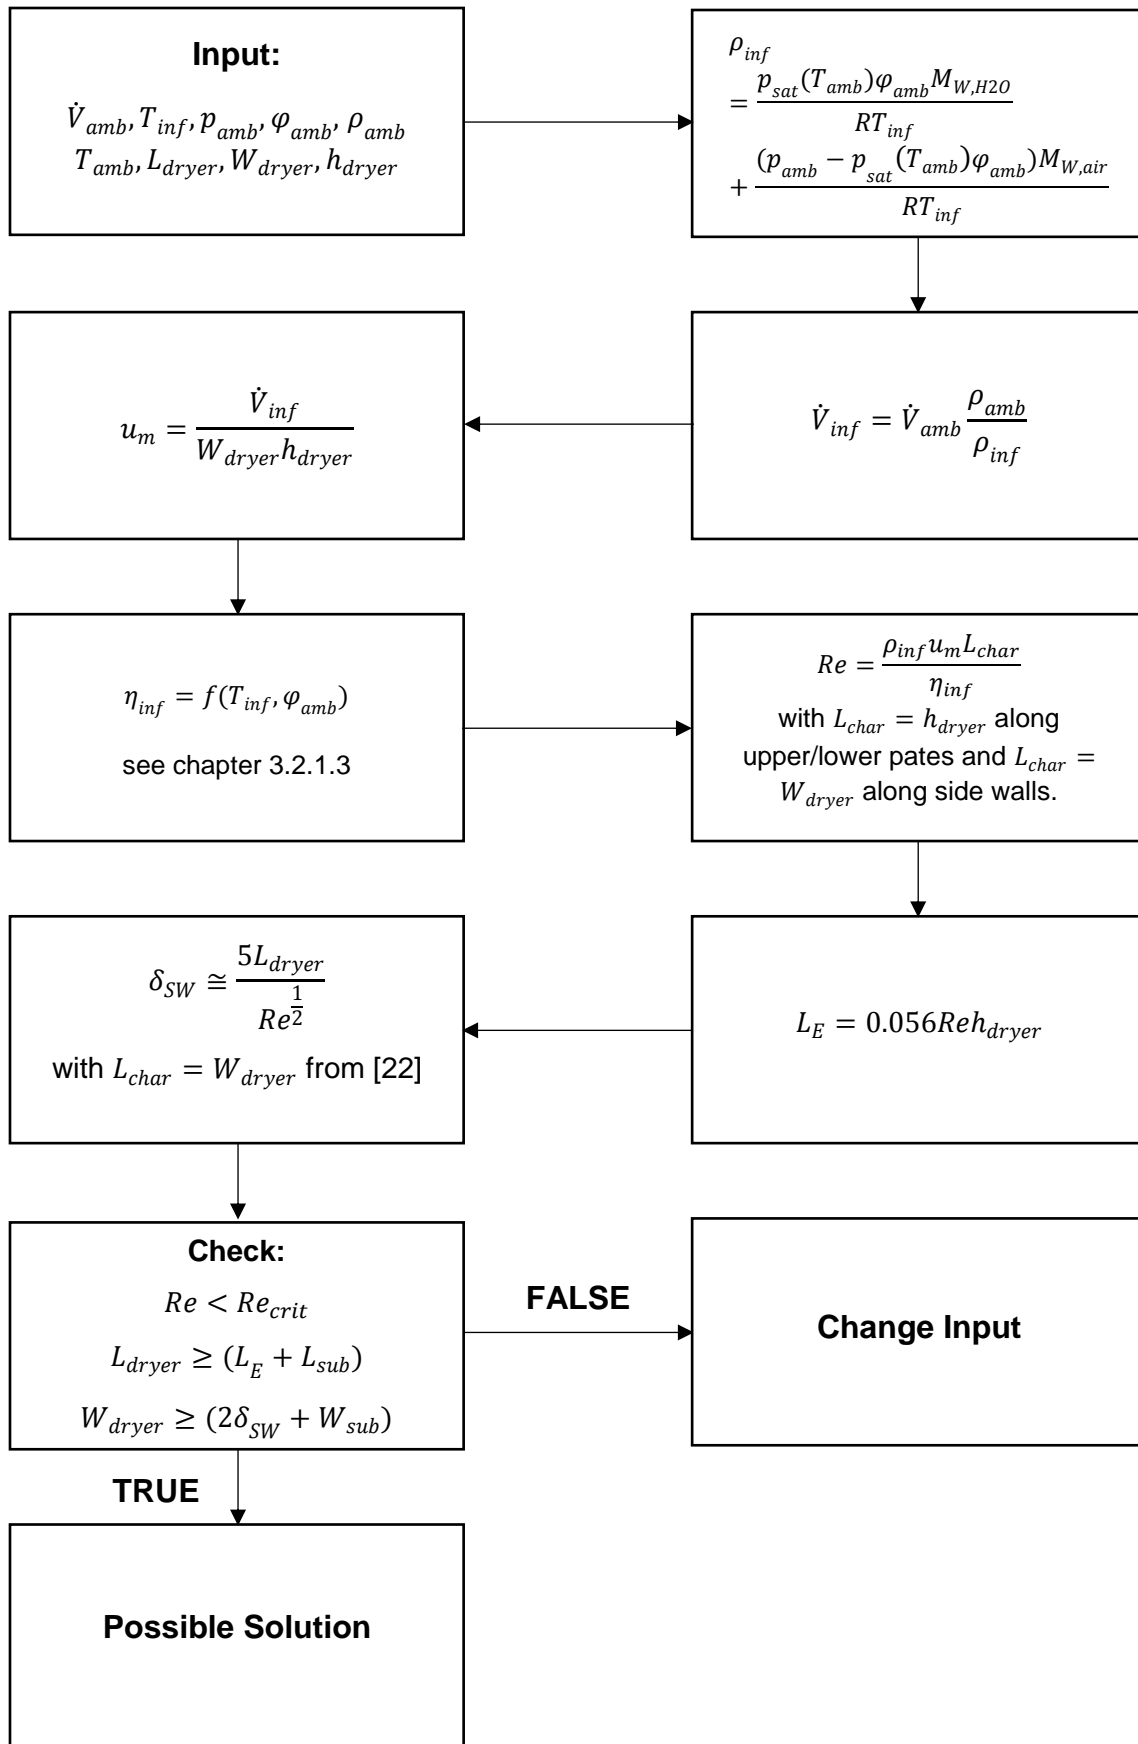 Input:
V̇_amb, T_inf, p_amb, φ_amb, ρ_amb
T_amb, L_dryer, W_dryer, h_dryer
ρ_inf
= p_sat(T_amb)φ_amb M_W,H2O / RT_inf
+ (p_amb − p_sat(T_amb)φ_amb)M_W,air / RT_inf
V̇_inf = V̇_amb ρ_amb / ρ_inf
u_m = V̇_inf / W_dryer h_dryer
η_inf = f(T_inf, φ_amb)
see chapter 3.2.1.3
Re = ρ_inf u_m L_char / η_inf
with L_char = h_dryer along
upper/lower pates and L_char =
W_dryer along side walls.
L_E = 0.056Reh_dryer
δ_SW ≅ 5L_dryer / Re^(1/2)
with L_char = W_dryer from [22]
Check:
Re < Re_crit
L_dryer ≥ (L_E + L_sub)
W_dryer ≥ (2δ_SW + W_sub)
FALSE
Change Input
TRUE
Possible Solution